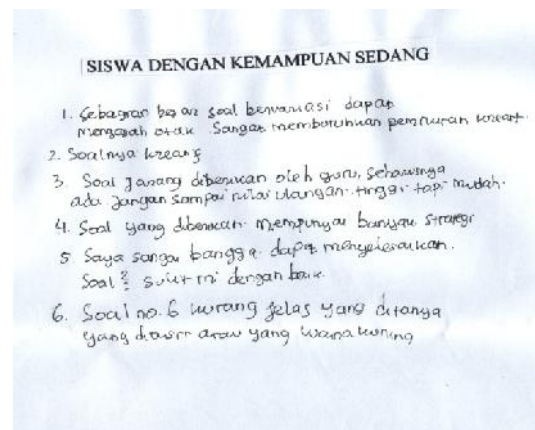 SISWA DENGAN KEMAMPUAN SEDANG
1. Sebagian besar soal bervariasi dapat
mengasah otak. Sangat membutuhkan pemikiran kreatif.
2. Soalnya kreatif
3. Soal jarang diberikan oleh guru, seharusnya
ada jangan sampai nilai ulangan tinggi tapi mudah.
4. Soal yang diberikan mempunyai banyak strategi
5. Saya sangat bangga dapat menyelesaikan
Soal2 sulit ini dengan baik.
6. Soal no. 6 kurang jelas yang ditanya
yang diarsir atau yang warna kuning